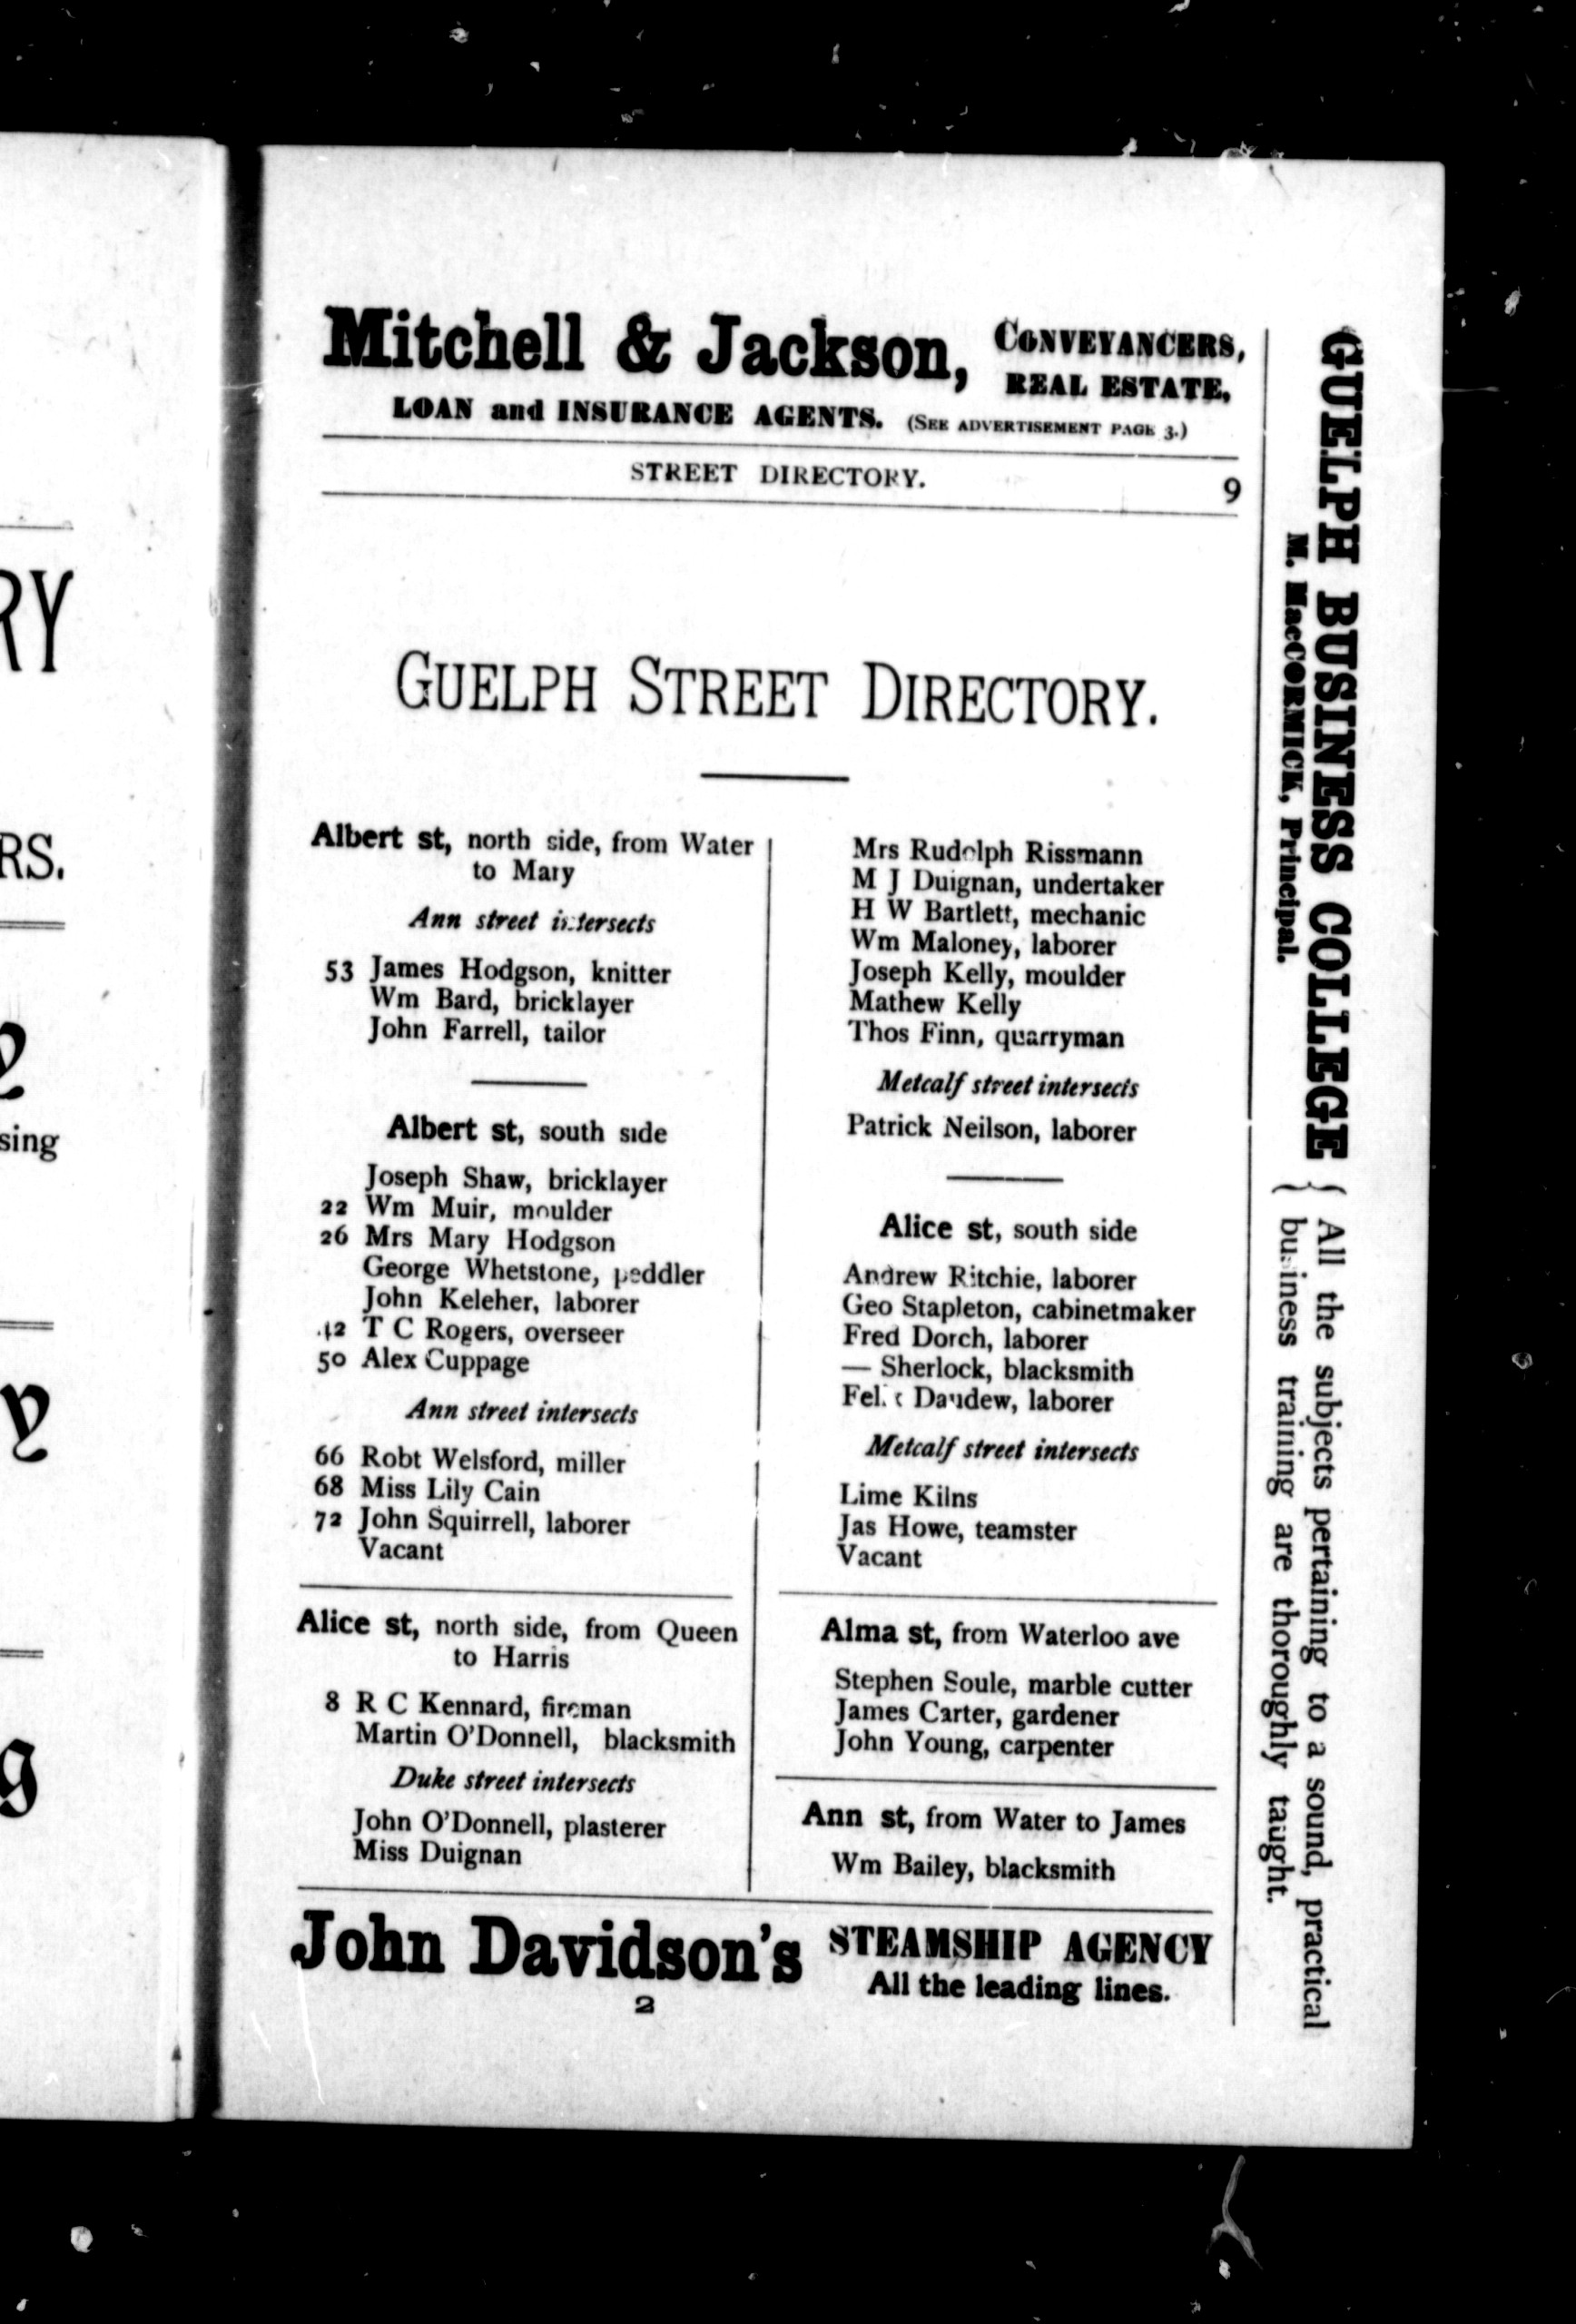 Mitchell & Jackson, CONVEYANCERS,
REAL ESTATE,
LOAN and INSURANCE AGENTS. (SEE ADVERTISEMENT PAGE 3.)
STREET DIRECTORY. 9
GUELPH STREET DIRECTORY.
Albert st, north side, from Water
to Mary
Ann street intersects
53 James Hodgson, knitter
Wm Bard, bricklayer
John Farrell, tailor
Albert st, south side
Joseph Shaw, bricklayer
22 Wm Muir, moulder
26 Mrs Mary Hodgson
George Whetstone, peddler
John Keleher, laborer
42 T C Rogers, overseer
50 Alex Cuppage
Ann street intersects
66 Robt Welsford, miller
68 Miss Lily Cain
72 John Squirrell, laborer
Vacant
Alice st, north side, from Queen
to Harris
8 R C Kennard, fireman
Martin O'Donnell, blacksmith
Duke street intersects
John O'Donnell, plasterer
Miss Duignan
Mrs Rudolph Rissmann
M J Duignan, undertaker
H W Bartlett, mechanic
Wm Maloney, laborer
Joseph Kelly, moulder
Mathew Kelly
Thos Finn, quarryman
Metcalf street intersects
Patrick Neilson, laborer
Alice st, south side
Andrew Ritchie, laborer
Geo Stapleton, cabinetmaker
Fred Dorch, laborer
— Sherlock, blacksmith
Felix laborer
Metcalf street intersects
Lime Kilns
Jas Howe, teamster
Vacant
Alma st, from Waterloo ave
Stephen Soule, marble cutter
James Carter, gardener
John Young, carpenter
Ann st, from Water to James
Wm Bailey, blacksmith
John Davidson's STEAMSHIP AGENCY
All the leading lines.
2
GUELPH BUSINESS COLLEGE
M. MacCORMICK, Principal.
{ All the subjects pertaining to a sound, practical
{ business training are thoroughly taught.
RY
RS.
sing